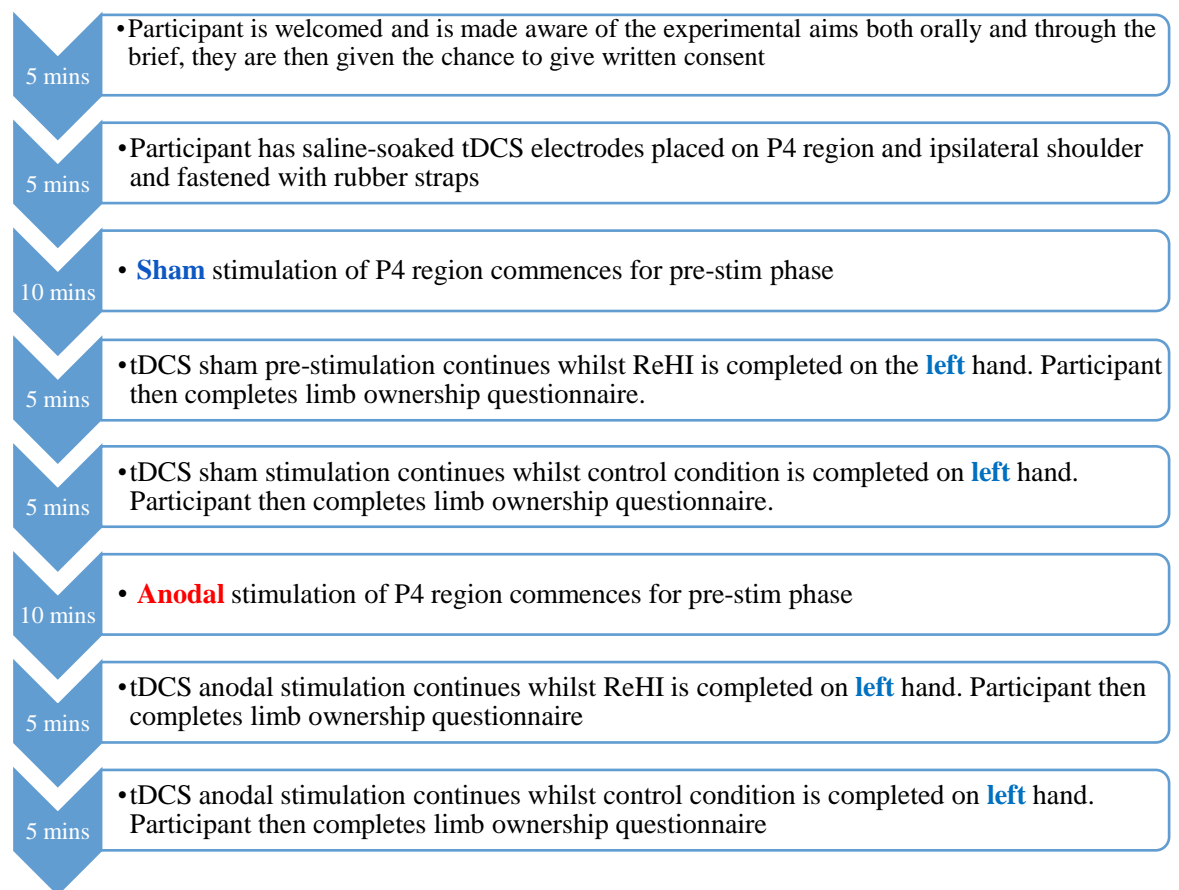 •Participant is welcomed and is made aware of the experimental aims both orally and through the
brief, they are then given the chance to give written consent
5 mins
•Participant has saline-soaked tDCS electrodes placed on P4 region and ipsilateral shoulder
and fastened with rubber straps
5 mins
• Sham stimulation of P4 region commences for pre-stim phase
10 mins
•tDCS sham pre-stimulation continues whilst ReHI is completed on the left hand. Participant
then completes limb ownership questionnaire.
5 mins
•tDCS sham stimulation continues whilst control condition is completed on left hand.
Participant then completes limb ownership questionnaire.
5 mins
• Anodal stimulation of P4 region commences for pre-stim phase
10 mins
•tDCS anodal stimulation continues whilst ReHI is completed on left hand. Participant then
completes limb ownership questionnaire
5 mins
•tDCS anodal stimulation continues whilst control condition is completed on left hand.
Participant then completes limb ownership questionnaire
5 mins